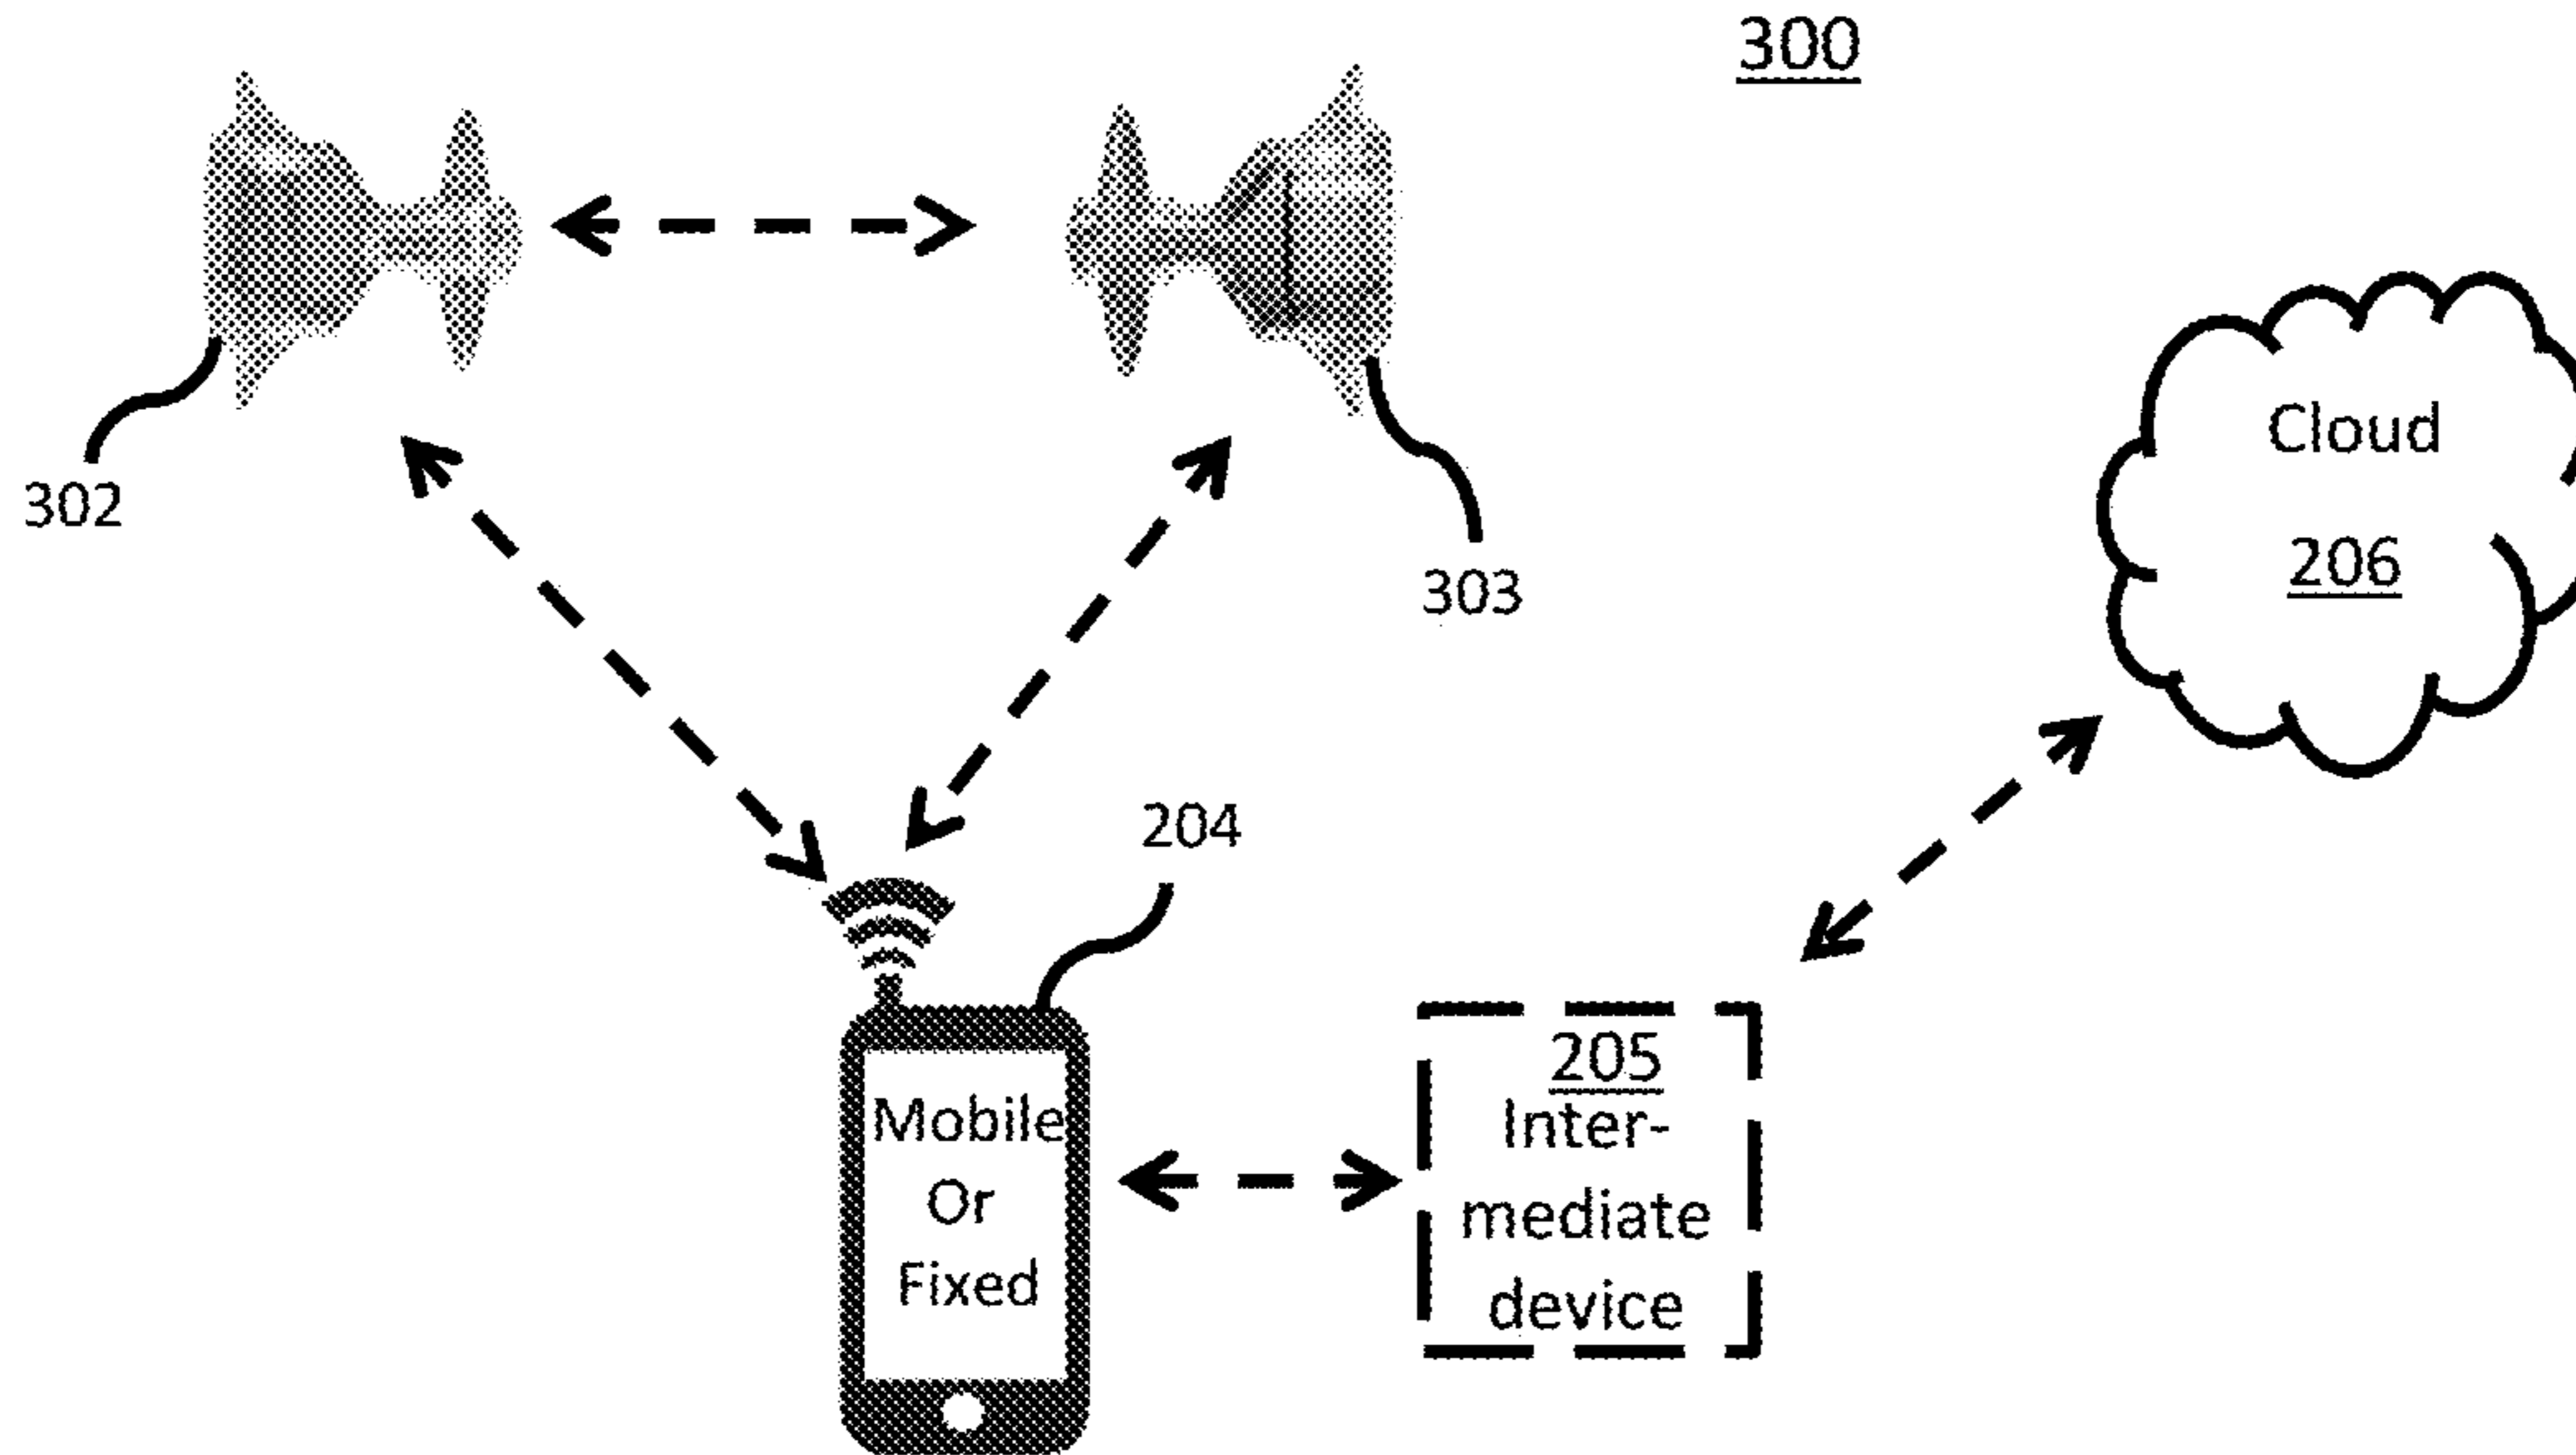 300
302
303
Cloud
206
204
Mobile
Or
Fixed
205
Inter-
mediate
device